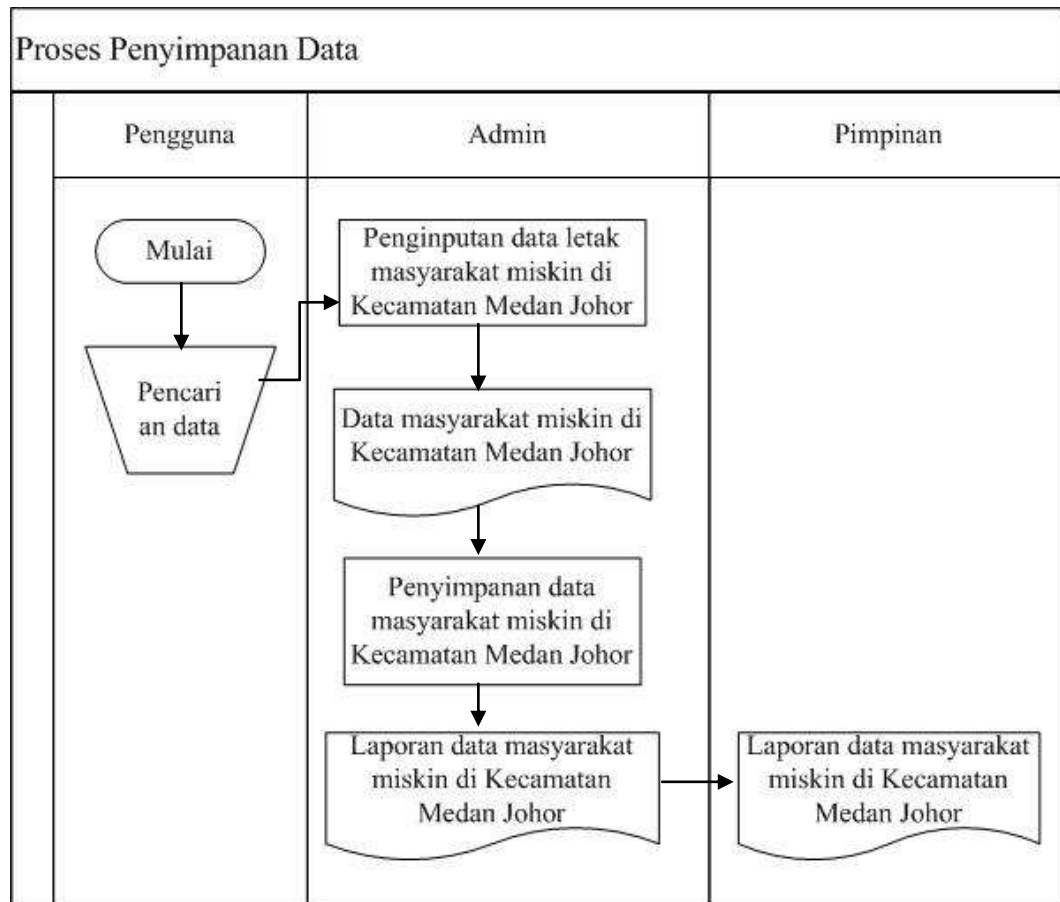 Proses Penyimpanan Data
Pengguna
Admin
Pimpinan
Mulai
Pencari
an data
Penginputan data letak
masyarakat miskin di
Kecamatan Medan Johor
Data masyarakat miskin di
Kecamatan Medan Johor
Penyimpanan data
masyarakat miskin di
Kecamatan Medan Johor
Laporan data masyarakat
miskin di Kecamatan
Medan Johor
Laporan data masyarakat
miskin di Kecamatan
Medan Johor